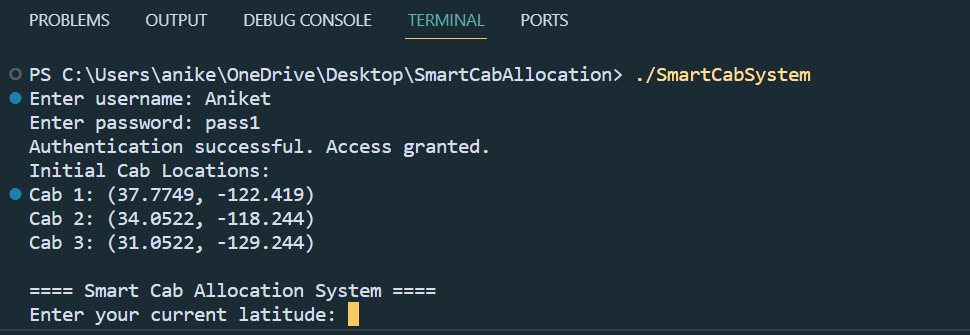 PROBLEMS OUTPUT DEBUG CONSOLE TERMINAL PORTS
PS C:\Users\anike\OneDrive\Desktop\SmartCabAllocation> ./SmartCabSystem
Enter username: Aniket
Enter password: pass1
Authentication successful. Access granted.
Initial Cab Locations:
Cab 1: (37.7749, -122.419)
Cab 2: (34.0522, -118.244)
Cab 3: (31.0522, -129.244)
==== Smart Cab Allocation System ====
Enter your current latitude: